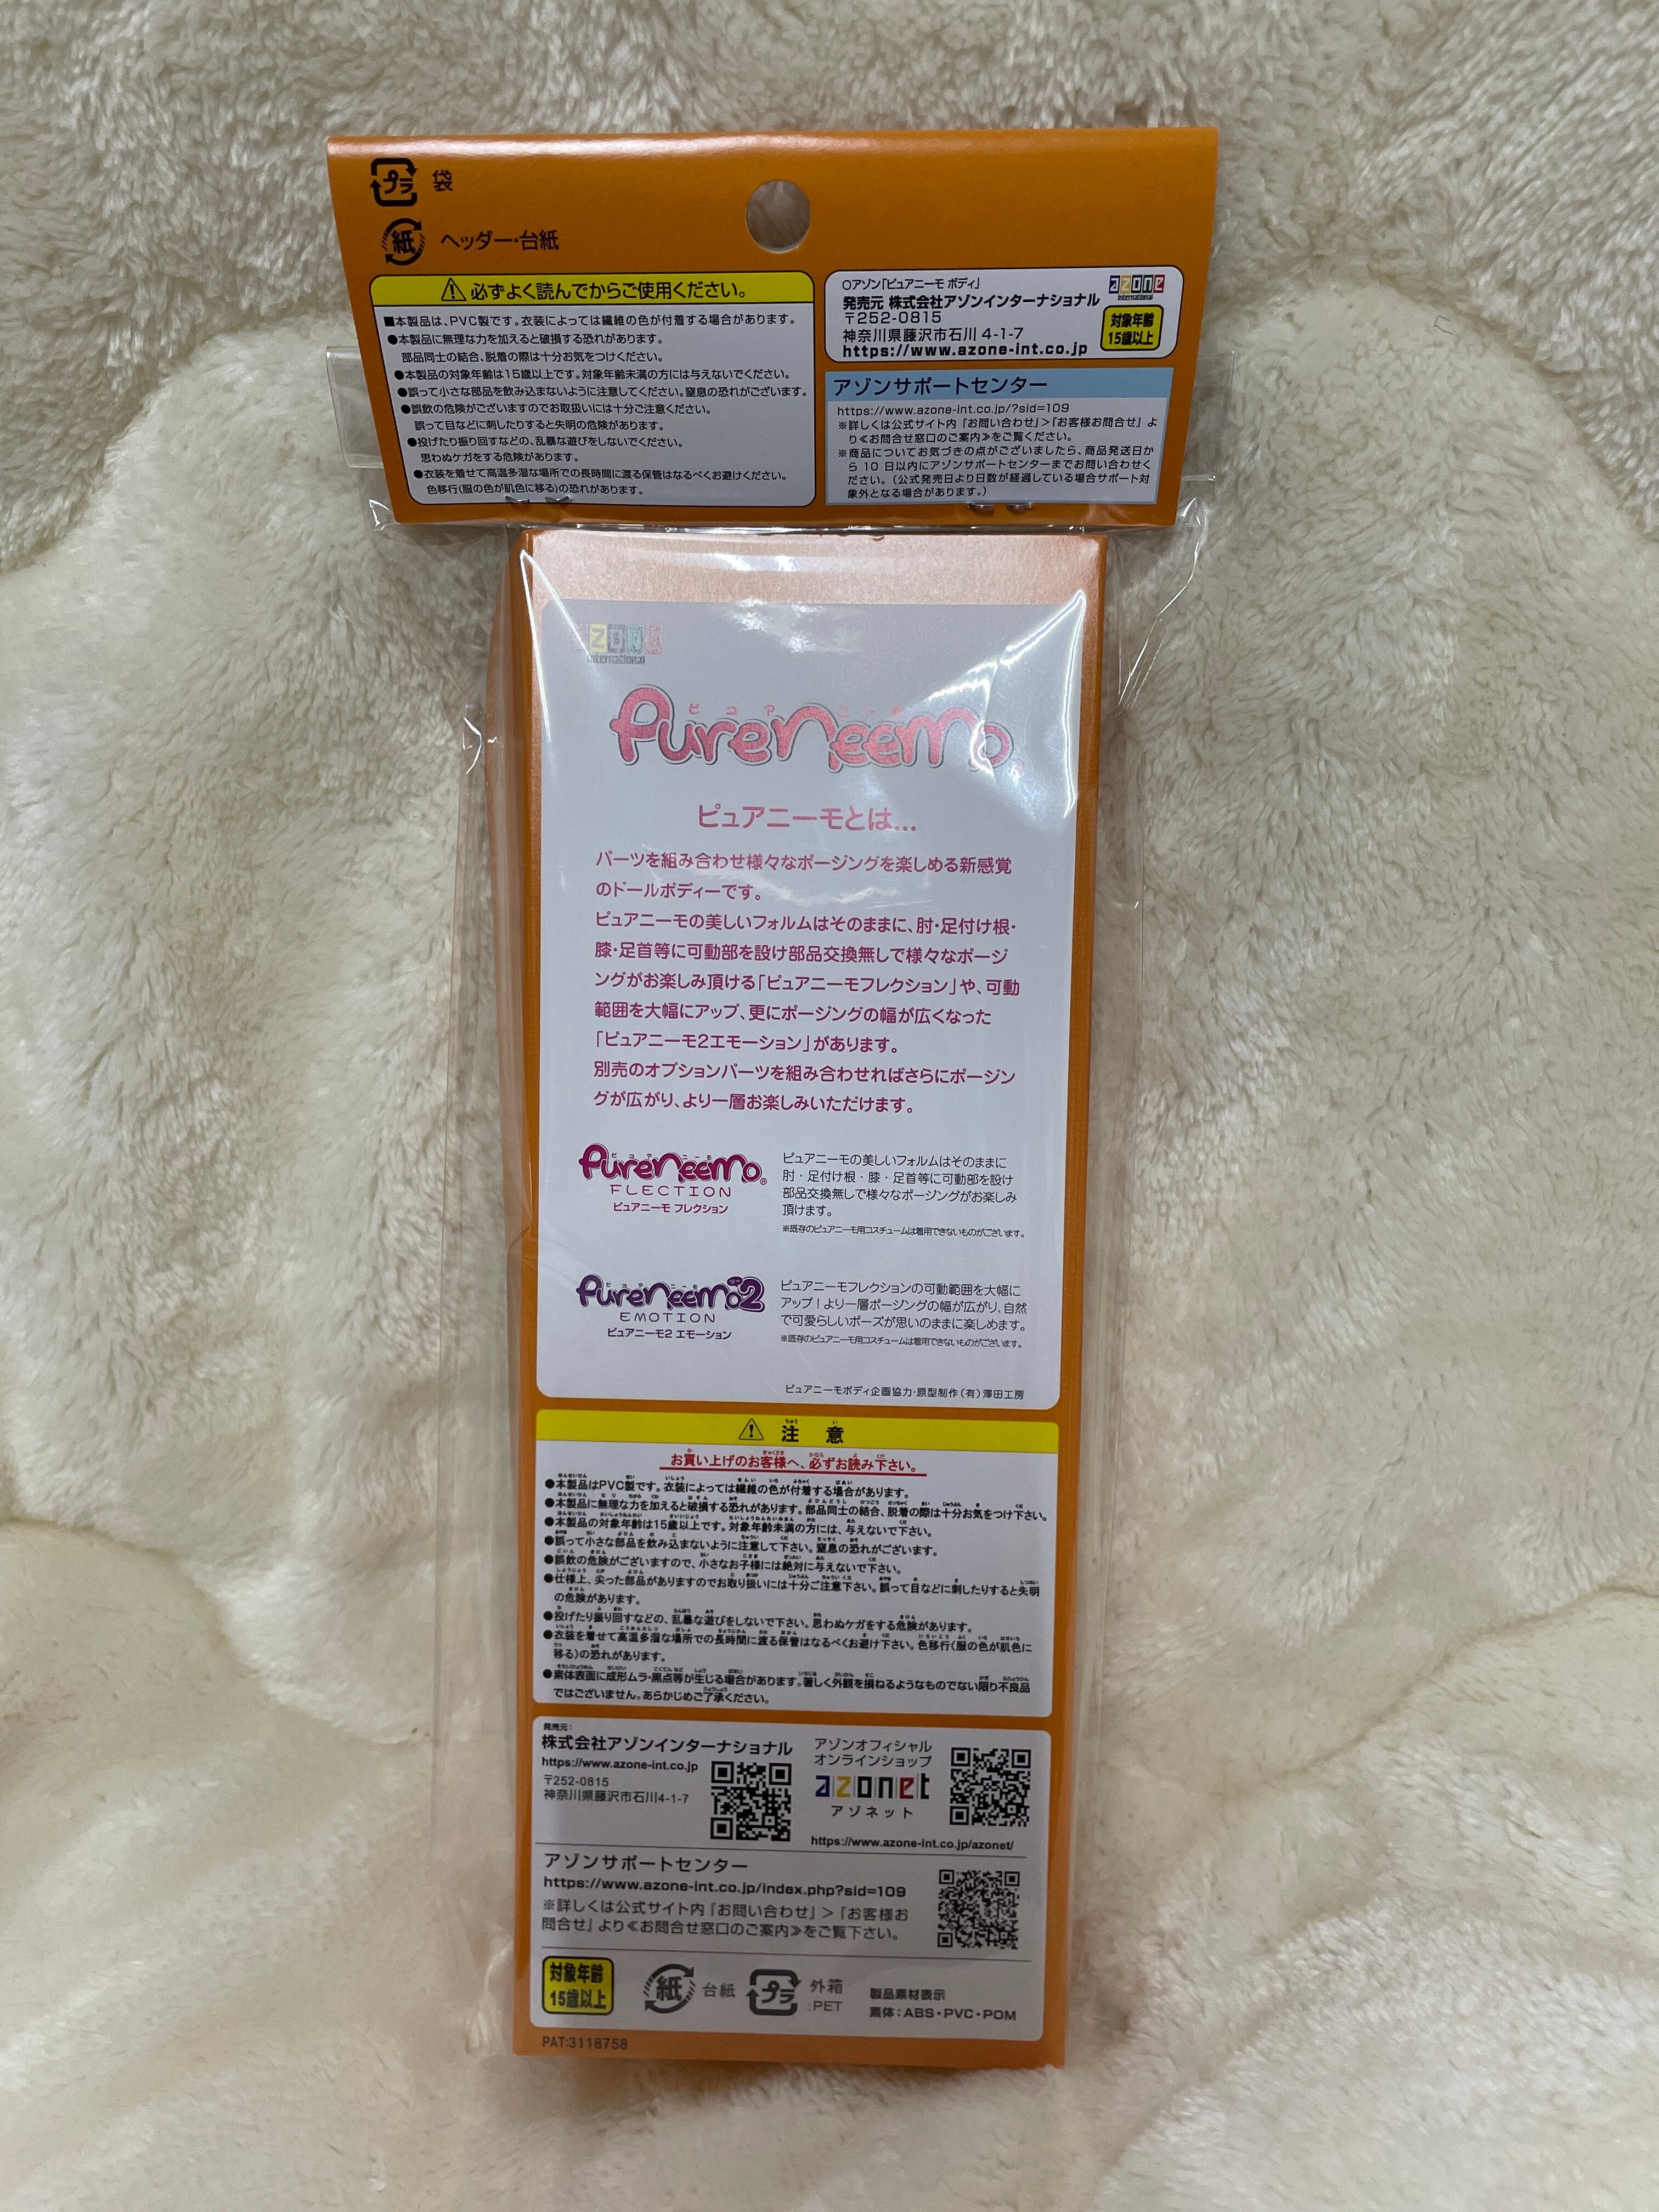 プラ 袋
紙 ヘッダー・台紙
必ずよく読んでからご使用ください。
■本製品は、PVC製です。衣装によっては繊維の色が付着する場合があります。
●本製品に無理な力を加えると破損する恐れがあります。
部品同士の結合、脱着の際は十分お気をつけください。
●本製品の対象年齢は15歳以上です。対象年齢未満の方には与えないでください。
●誤って小さな部品を飲み込まないように注意してください。窒息の恐れがございます。
●誤飲の危険がございますのでお取扱いには十分ご注意ください。
誤って目などに刺したりすると失明の危険があります。
●投げたり振り回すなどの、乱暴な遊びをしないでください。
思わぬケガをする危険があります。
●衣装を着せて高温多湿な場所での長時間に渡る保管はなるべくお避けください。
色移行(服の色が肌色に移る)の恐れがあります。
○アゾン「ピュアニーモ ボディ」
発売元 株式会社アゾンインターナショナル
〒252-0815
神奈川県藤沢市石川 4-1-7
https://www.azone-int.co.jp
azone
international
対象年齢
15歳以上
アゾンサポートセンター
https://www.azone-int.co.jp/?sid=109
※詳しくは公式サイト内『お問い合わせ』>『お客様お問合せ』よ
り≪お問合せ窓口のご案内≫をご覧ください。
※商品についてお気づきの点がございましたら、商品発送日か
ら 10 日以内にアゾンサポートセンターまでお問い合わせく
ださい。（公式発売日より日数が経過している場合サポート対
象外となる場合があります。）
azone
international
ピュアニーモ
PureNeemo®
ピュアニーモとは...
パーツを組み合わせ様々なポージングを楽しめる新感覚
のドールボディーです。
ピュアニーモの美しいフォルムはそのままに、肘・足付け根・
膝・足首等に可動部を設け部品交換無しで様々なポージ
ングがお楽しみ頂ける「ピュアニーモフレクション」や、可動
範囲を大幅にアップ、更にポージングの幅が広くなった
「ピュアニーモ2エモーション」があります。
別売のオプションパーツを組み合わせればさらにポージン
グが広がり、より一層お楽しみいただけます。
ピュアニーモ
PureNeemo®
FLECTION
ピュアニーモ フレクション
ピュアニーモの美しいフォルムはそのままに
肘・足付け根・膝・足首等に可動部を設け
部品交換無しで様々なポージングがお楽しみ
頂けます。
※既存のピュアニーモ用コスチュームは着用できないものがございます。
ピュアニーモ
PureNeemo2
EMOTION
ピュアニーモ2 エモーション
ピュアニーモフレクションの可動範囲を大幅に
アップ！より一層ポージングの幅が広がり、自然
で可愛らしいポーズが思いのままに楽しめます。
※既存のピュアニーモ用コスチュームは着用できないものがございます。
ピュアニーモボディ企画協力・原型制作(有)澤田工房
注意
お買い上げのお客様へ、必ずお読み下さい。
●本製品はPVC製です。衣装によっては繊維の色が付着する場合があります。
●本製品に無理な力を加えると破損する恐れがあります。部品同士の結合、脱着の際は十分お気をつけ下さい。
●本製品の対象年齢は15歳以上です。対象年齢未満の方には、与えないで下さい。
●誤って小さな部品を飲み込まないように注意して下さい。窒息の恐れがございます。
●誤飲の危険がございますので、小さなお子様には絶対に与えないで下さい。
●仕様上、尖った部品がありますのでお取り扱いには十分ご注意下さい。誤って目などに刺したりすると失明
の危険があります。
●投げたり振り回すなどの、乱暴な遊びをしないで下さい。思わぬケガをする危険があります。
●衣装を着せて高温多湿な場所での長時間に渡る保管はなるべくお避け下さい。色移行(服の色が肌色に
移る)の恐れがあります。
●素体表面に成形ムラ・黒点等が生じる場合があります。著しく外観を損ねるようなものでない限り不良品
ではございません。あらかじめご了承ください。
発売元:
株式会社アゾンインターナショナル
https://www.azone-int.co.jp
〒252-0815
神奈川県藤沢市石川4-1-7
アゾンオフィシャル
オンラインショップ
azonet
アゾネット
https://www.azone-int.co.jp/azonet/
アゾンサポートセンター
https://www.azone-int.co.jp/index.php?sid=109
※詳しくは公式サイト内『お問い合わせ』>『お客様お
問合せ』より≪お問合せ窓口のご案内≫をご覧下さい。
対象年齢
15歳以上
紙 台紙
プラ 外箱
:PET
製品素材表示
素体：ABS・PVC・POM
PAT:3118758